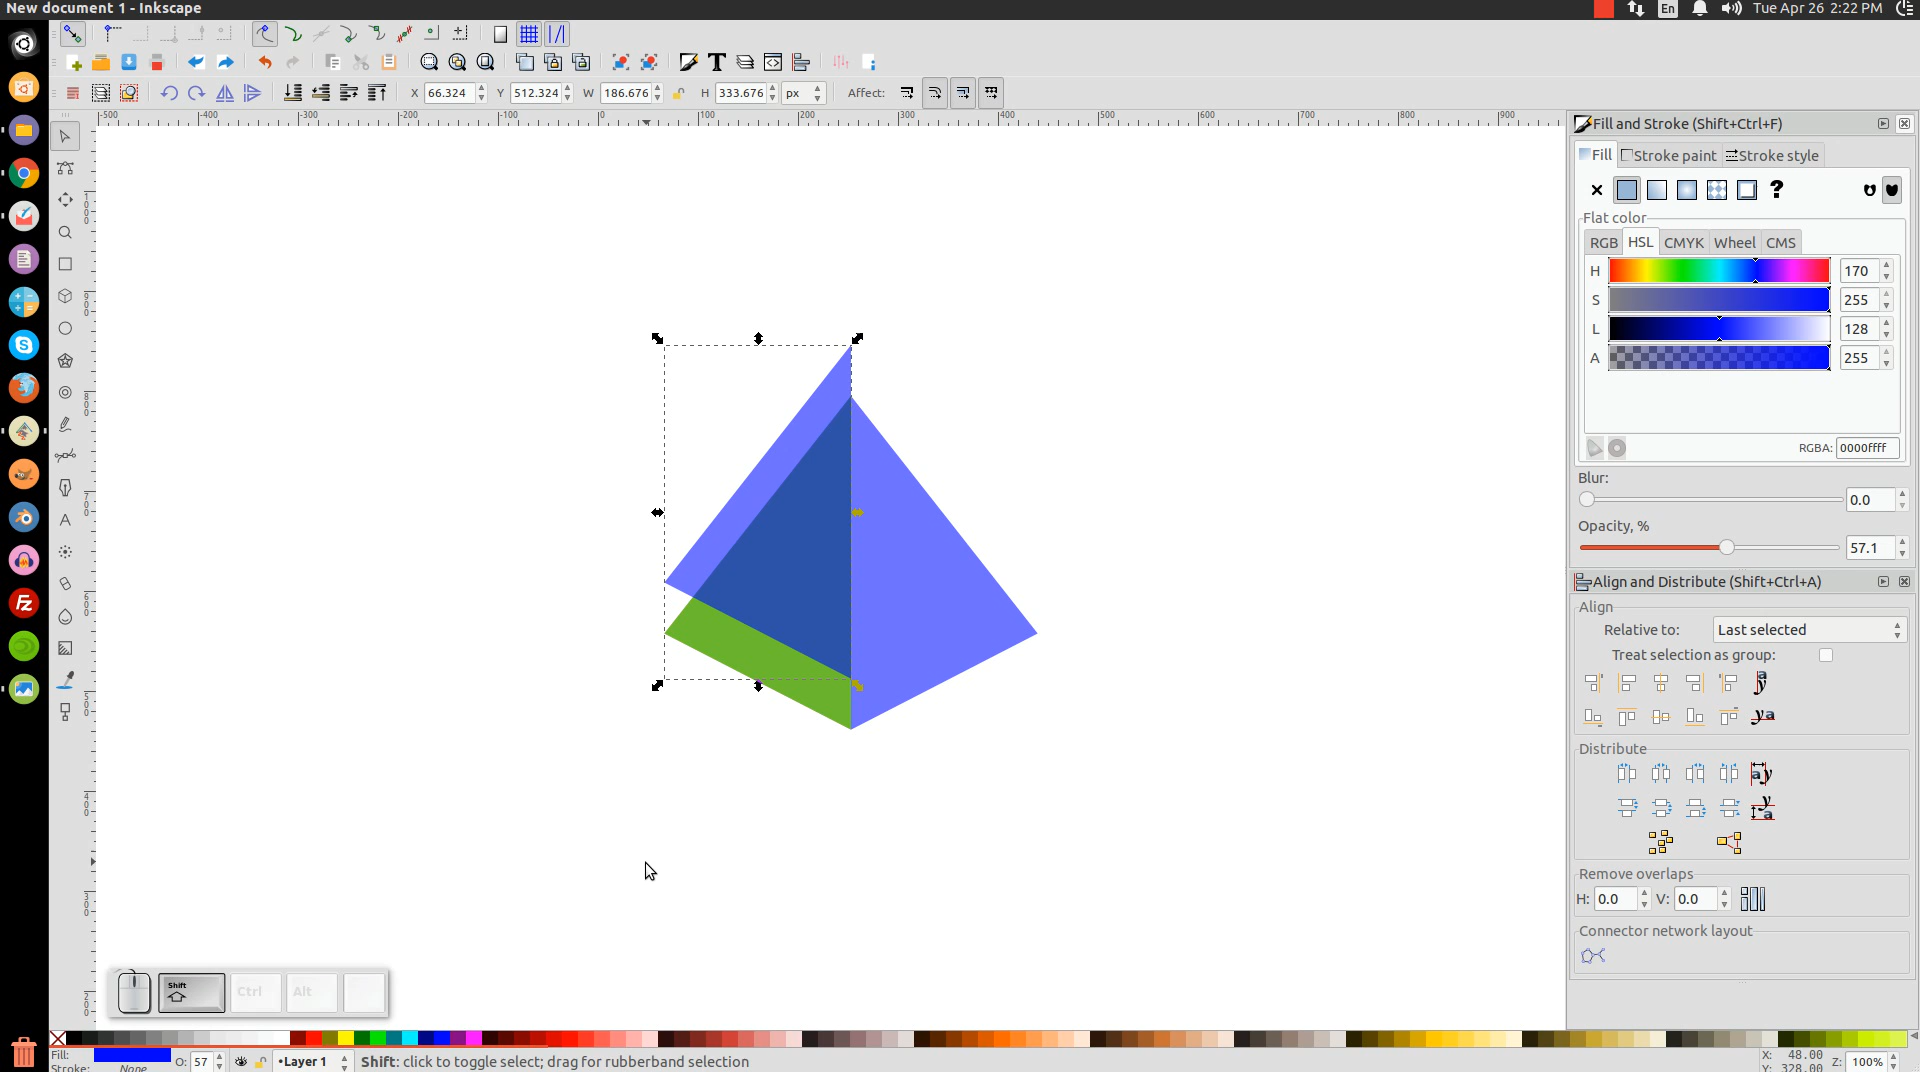 New document 1 - Inkscape
En
Tue Apr 26 2:22 PM
X 66.324 Y 512.324 W 186.676 H 333.676 px Affect:
-500 -400 -300 -200 -100 0 100 200 300 400 500 600 700 800 900
Fill and Stroke (Shift+Ctrl+F)
Fill Stroke paint Stroke style
Flat color
RGB HSL CMYK Wheel CMS
H 170
S 255
L 128
A 255
RGBA: 0000ffff
Blur:
0.0
Opacity, %
57.1
Align and Distribute (Shift+Ctrl+A)
Align
Relative to: Last selected
Treat selection as group:
Distribute
Remove overlaps
H: 0.0 V: 0.0
Connector network layout
Shift Ctrl Alt
Fill: O: 57 •Layer 1 Shift: click to toggle select; drag for rubberband selection X: 48.00 Z: 100%
Stroke: None Y: 328.00